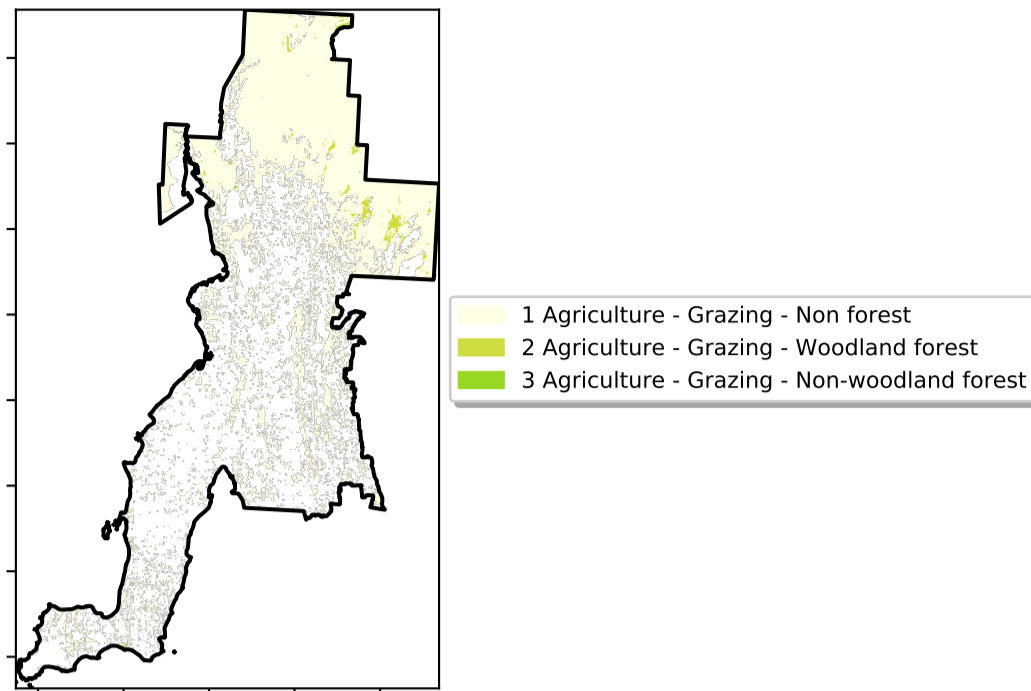 1 Agriculture - Grazing - Non forest
2 Agriculture - Grazing - Woodland forest
3 Agriculture - Grazing - Non-woodland forest